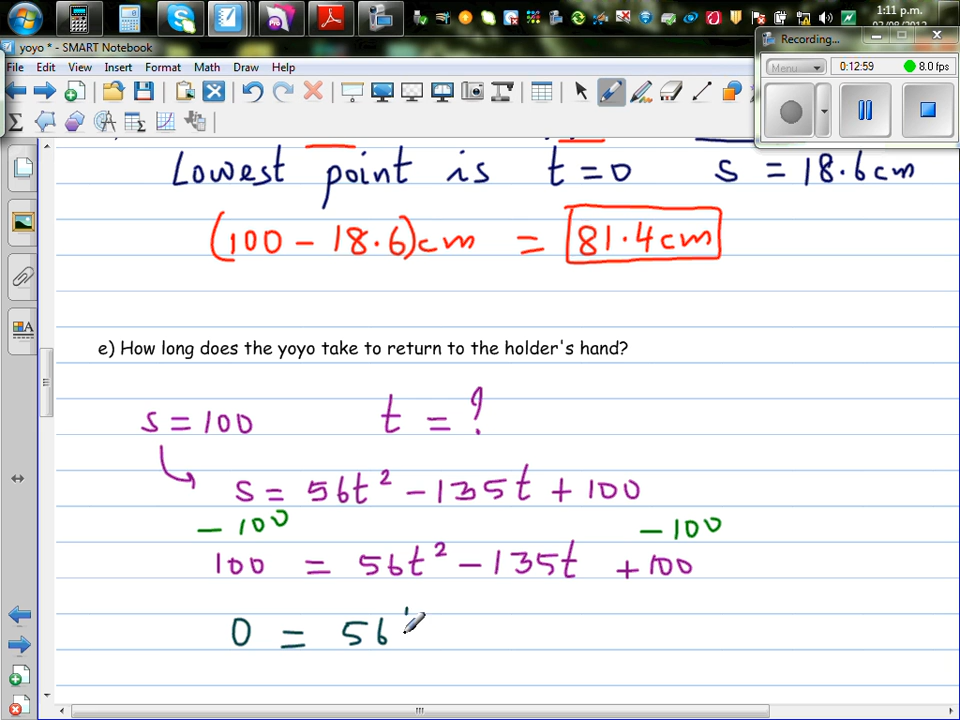 1:11 p.m.
yoyo * - SMART Notebook
Recording...
File Edit View Insert Format Math Draw Help
Menu 0:12:59 8.0 fps
Lowest point is t = 0 s = 18.6cm
(100 - 18.6)cm = 81.4cm
e) How long does the yoyo take to return to the holder's hand?
s = 100 t = ?
s = 56t² - 135t + 100
- 100 - 100
100 = 56t² - 135t + 100
0 = 56